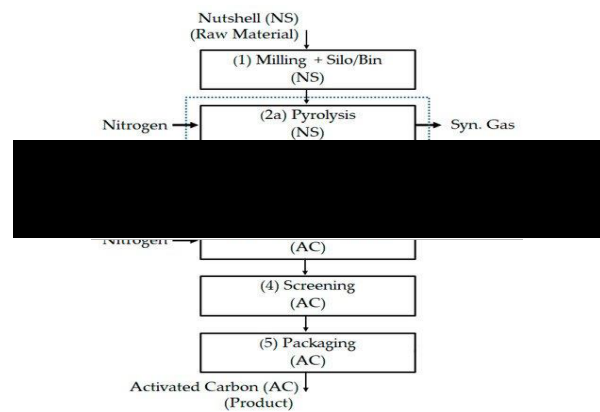 Nutshell (NS)
(Raw Material)
(1) Milling + Silo/Bin
(NS)
(2a) Pyrolysis
(NS)
Nitrogen
Syn. Gas
Nitrogen
(AC)
(4) Screening
(AC)
(5) Packaging
(AC)
Activated Carbon (AC)
(Product)